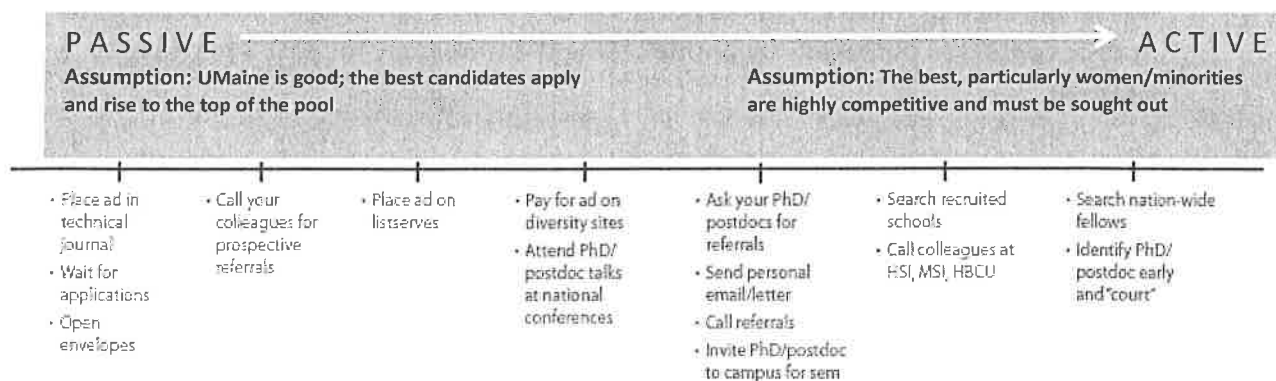 PASSIVE
ACTIVE
Assumption: UMaine is good; the best candidates apply
and rise to the top of the pool
Assumption: The best, particularly women/minorities
are highly competitive and must be sought out
• Place ad in
technical
journal
• Wait for
applications
• Open
envelopes
• Call your
colleagues for
prospective
referrals
• Place ad on
listserves
• Pay for ad on
diversity sites
• Attend PhD/
postdoc talks
at national
conferences
• Ask your PhD/
postdocs for
referrals
• Send personal
email/letter
• Call referrals
• Invite PhD/postdoc
to campus for sem
• Search recruited
schools
• Call colleagues at
HSI, MSI, HBCU
• Search nation-wide
fellows
• Identify PhD/
postdoc early
and "court"